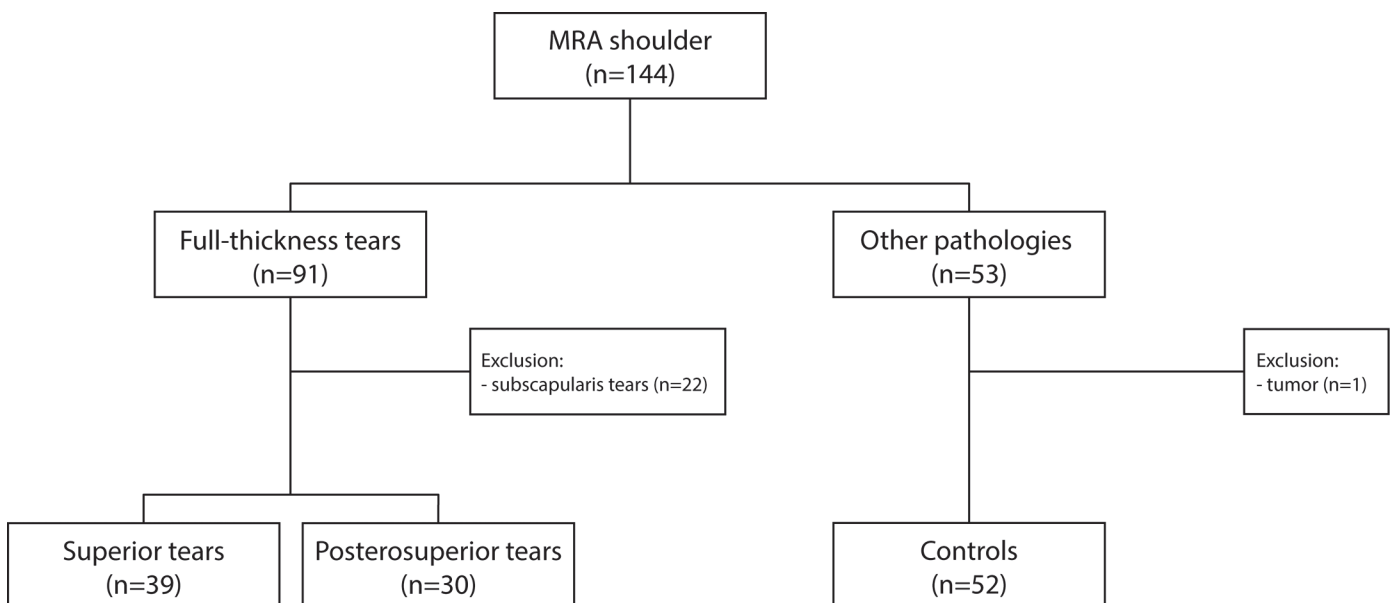 MRA shoulder
(n=144)
Full-thickness tears
(n=91)
Other pathologies
(n=53)
Exclusion:
- subscapularis tears (n=22)
Exclusion:
- tumor (n=1)
Superior tears
(n=39)
Posterosuperior tears
(n=30)
Controls
(n=52)